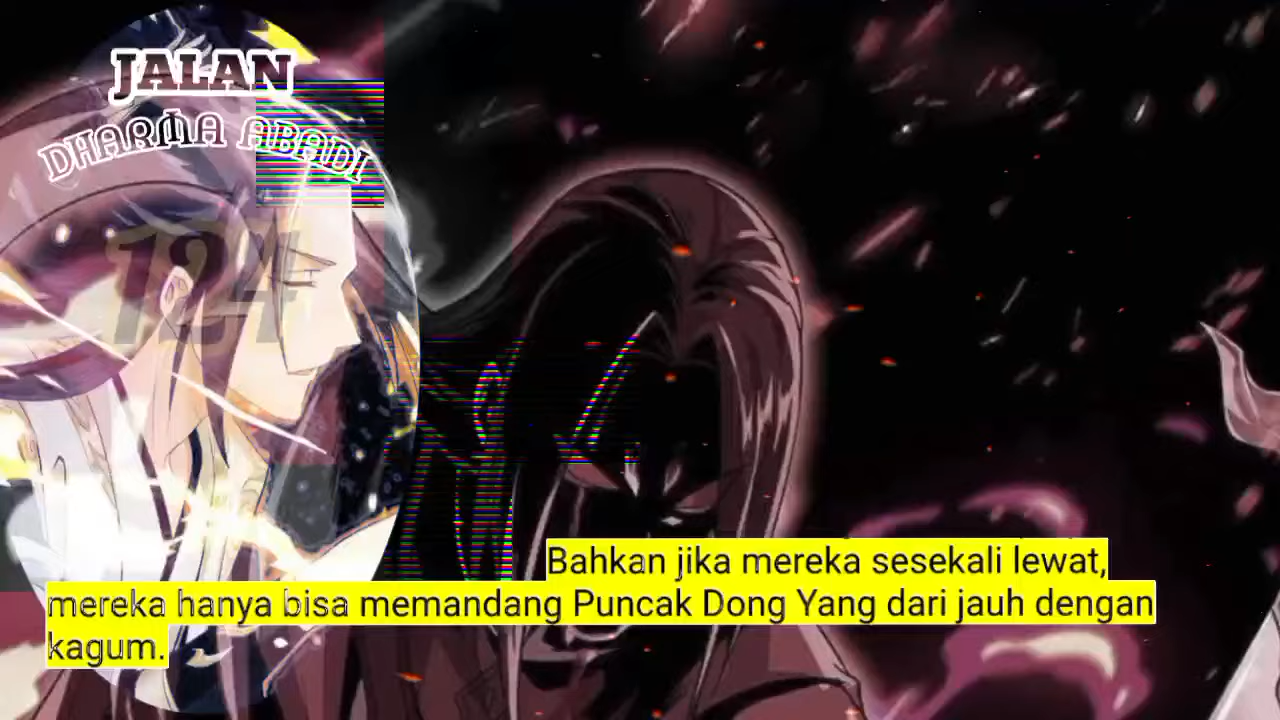 JALAN
DHARMA ABADI
124
Bahkan jika mereka sesekali lewat,
mereka hanya bisa memandang Puncak Dong Yang dari jauh dengan
kagum.